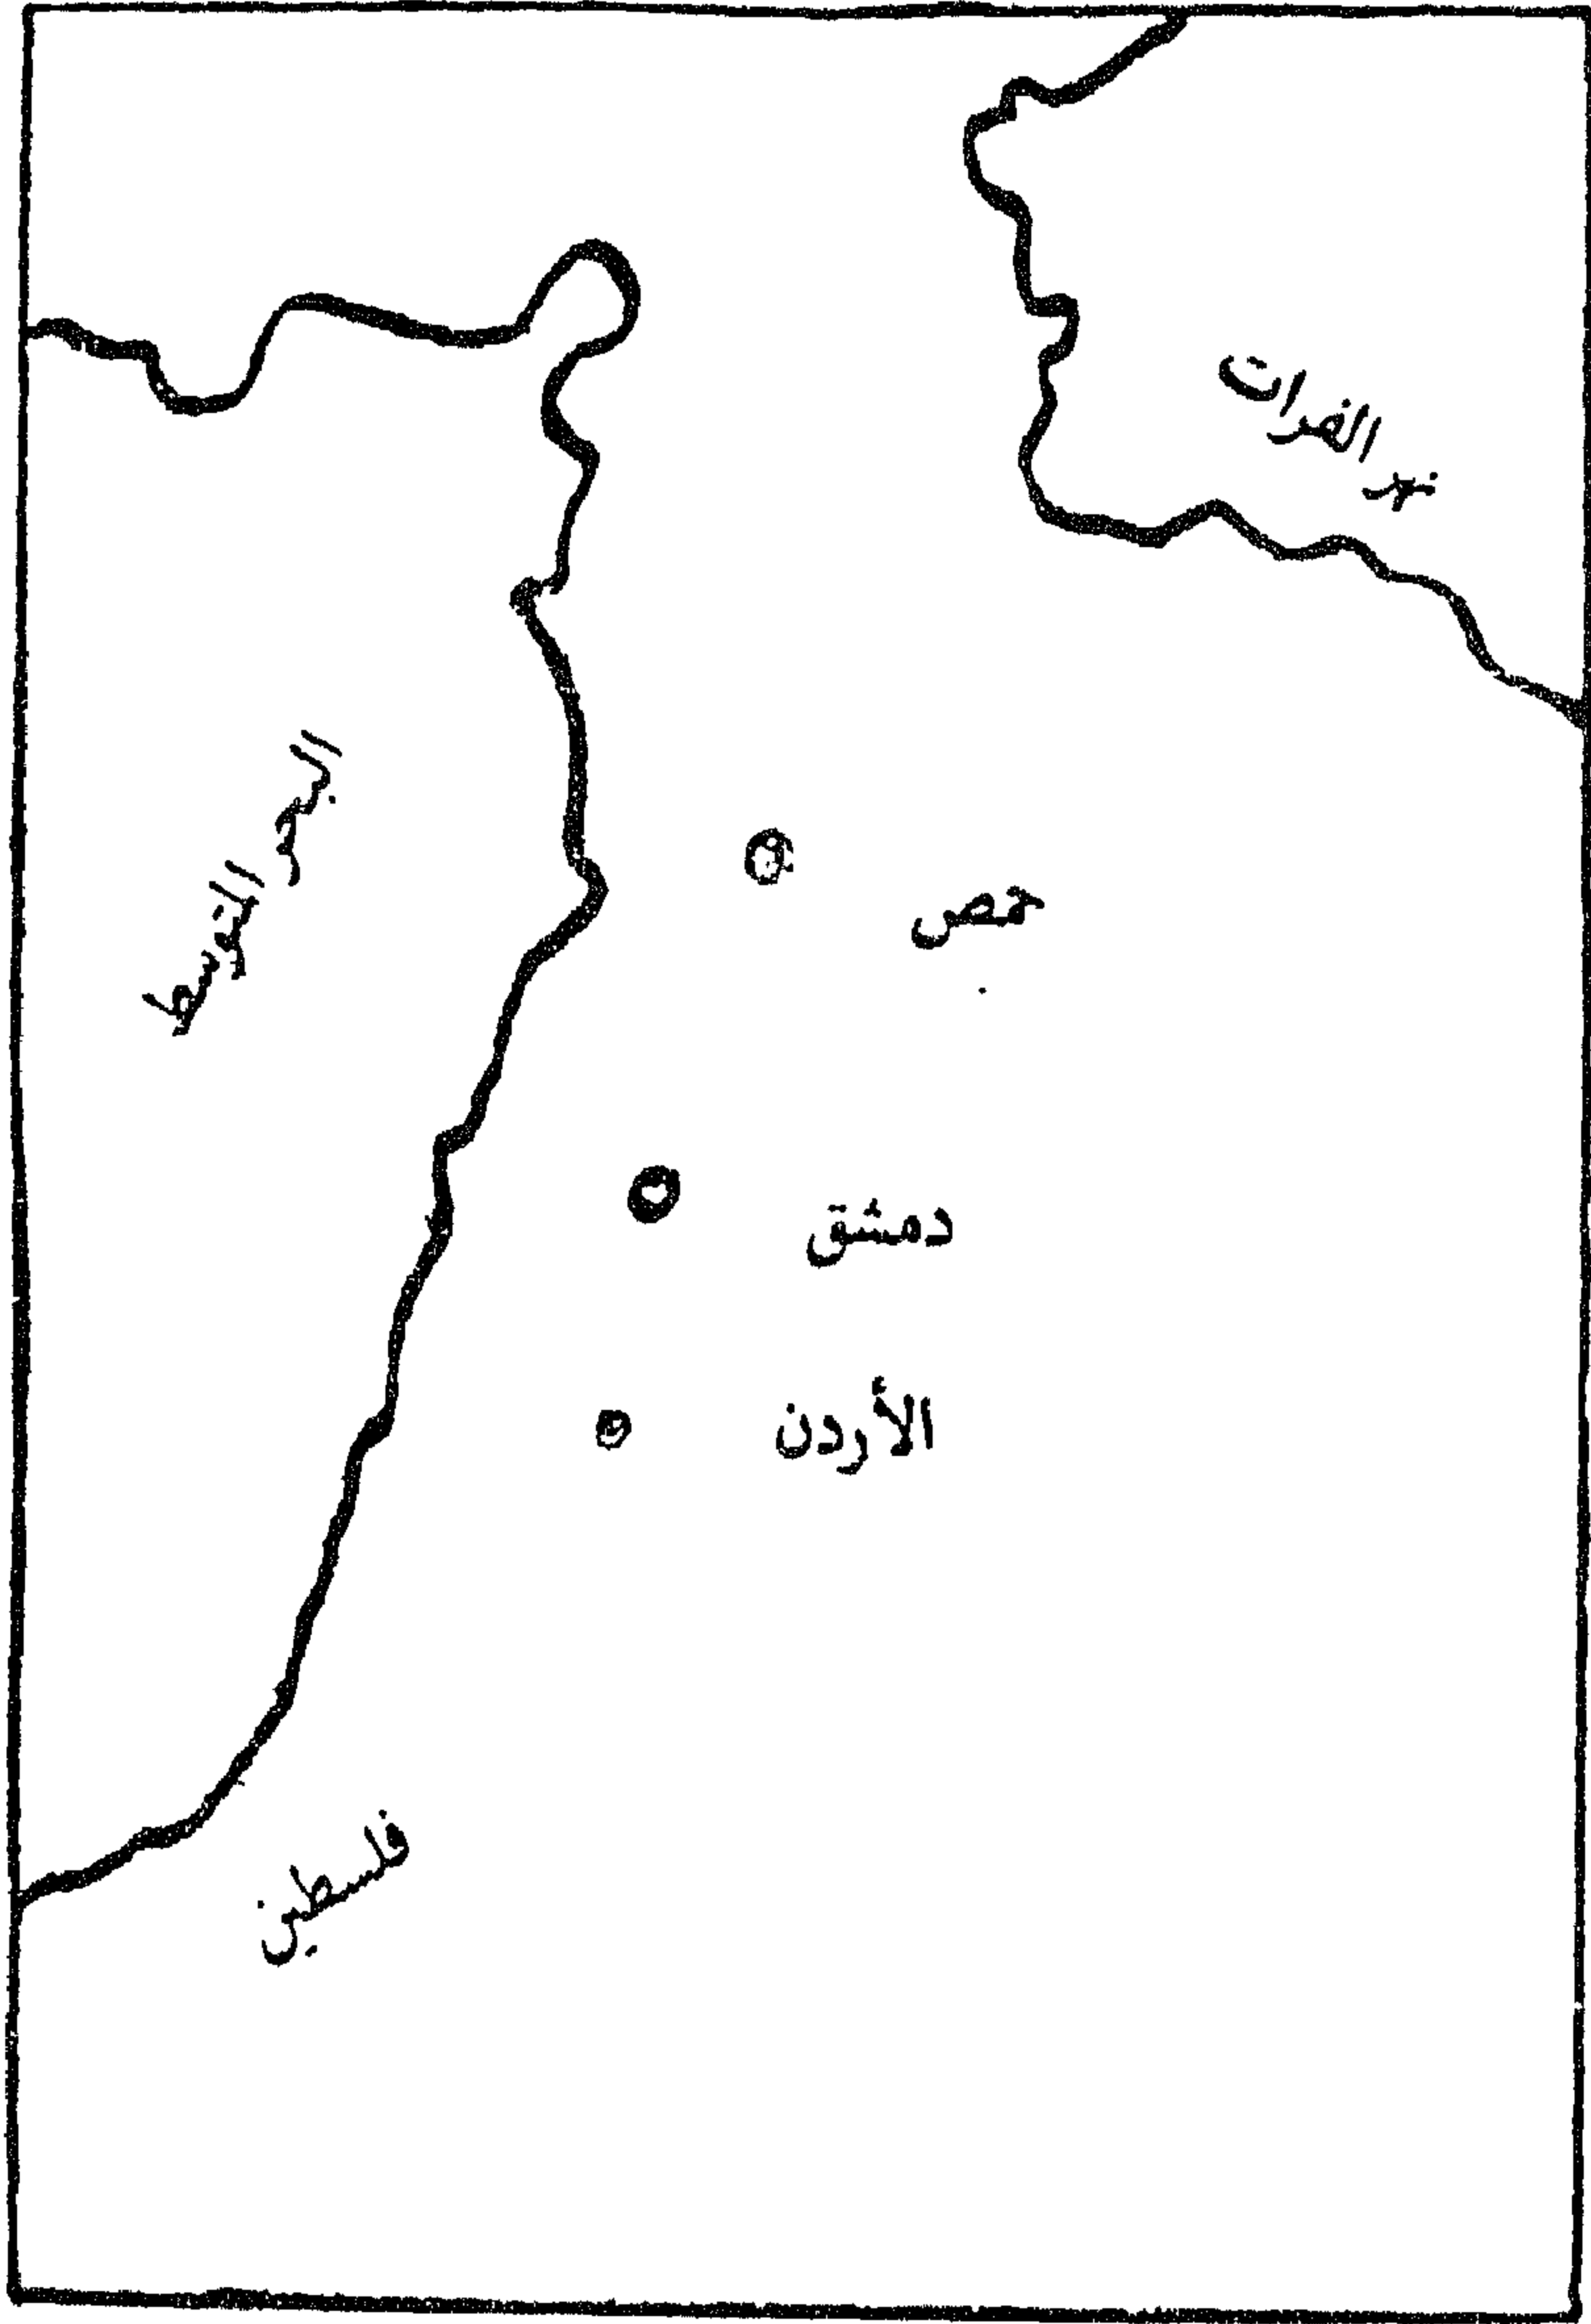 نهر الفرات
البحر المتوسط
حمص
دمشق
الأردن
فلسطين